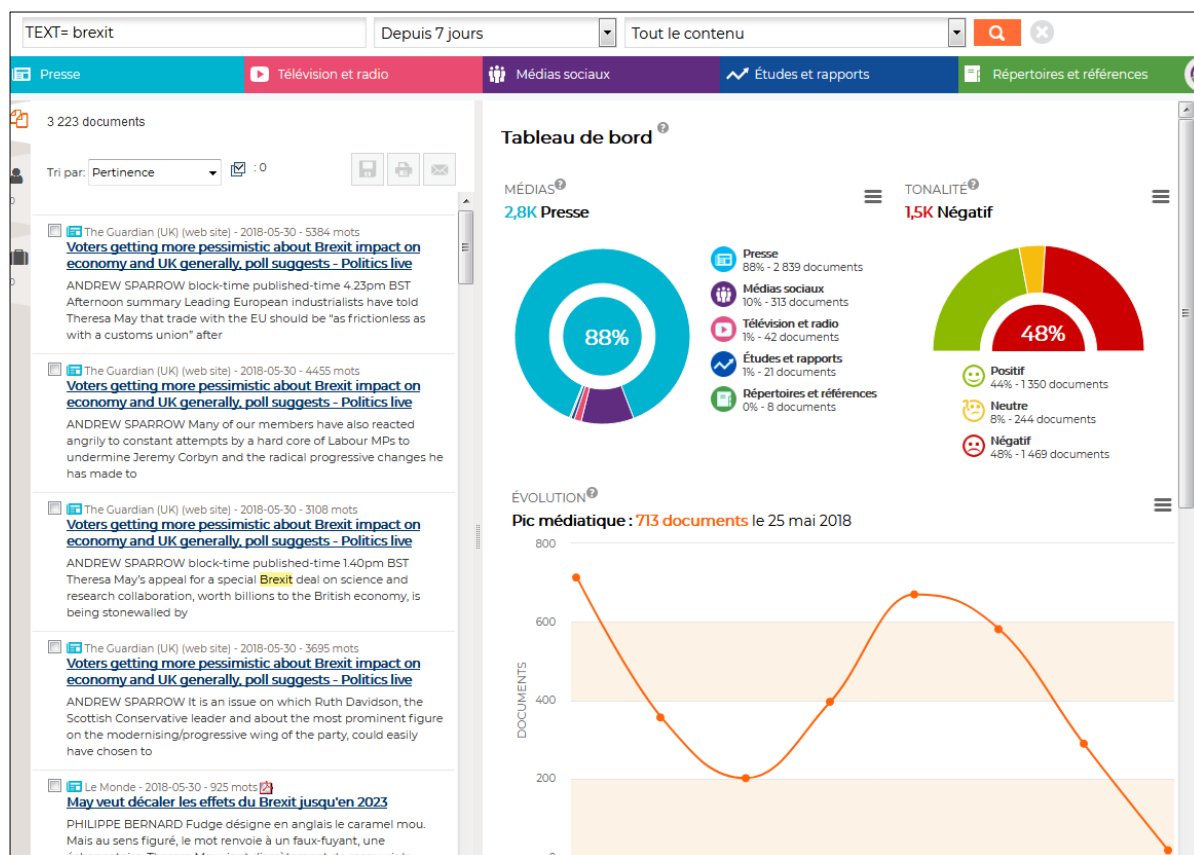 TEXT= brexit
Depuis 7 jours
Tout le contenu
Presse
Télévision et radio
Médias sociaux
Études et rapports
Répertoires et références
3 223 documents
Tri par: Pertinence
: 0
The Guardian (UK) (web site) - 2018-05-30 - 5384 mots
Voters getting more pessimistic about Brexit impact on
economy and UK generally, poll suggests - Politics live
ANDREW SPARROW block-time published-time 4.23pm BST
Afternoon summary Leading European industrialists have told
Theresa May that trade with the EU should be "as frictionless as
with a customs union" after
The Guardian (UK) (web site) - 2018-05-30 - 4455 mots
Voters getting more pessimistic about Brexit impact on
economy and UK generally, poll suggests - Politics live
ANDREW SPARROW Many of our members have also reacted
angrily to constant attempts by a hard core of Labour MPs to
undermine Jeremy Corbyn and the radical progressive changes he
has made to
The Guardian (UK) (web site) - 2018-05-30 - 3108 mots
Voters getting more pessimistic about Brexit impact on
economy and UK generally, poll suggests - Politics live
ANDREW SPARROW block-time published-time 1.40pm BST
Theresa May's appeal for a special Brexit deal on science and
research collaboration, worth billions to the British economy, is
being stonewalled by
The Guardian (UK) (web site) - 2018-05-30 - 3695 mots
Voters getting more pessimistic about Brexit impact on
economy and UK generally, poll suggests - Politics live
ANDREW SPARROW It is an issue on which Ruth Davidson, the
Scottish Conservative leader and about the most prominent figure
on the modernising/progressive wing of the party, could easily
have chosen to
Le Monde - 2018-05-30 - 925 mots
May veut décaler les effets du Brexit jusqu'en 2023
PHILIPPE BERNARD Fudge désigne en anglais le caramel mou.
Mais au sens figuré, le mot renvoie à un faux-fuyant, une
Tableau de bord
MÉDIAS
2,8K Presse
88%
Presse
88% - 2 839 documents
Médias sociaux
10% - 313 documents
Télévision et radio
1% - 42 documents
Études et rapports
1% - 21 documents
Répertoires et références
0% - 8 documents
TONALITÉ
1,5K Négatif
48%
Positif
44% - 1 350 documents
Neutre
8% - 244 documents
Négatif
48% - 1 469 documents
ÉVOLUTION
Pic médiatique : 713 documents le 25 mai 2018
800
600
400
200
DOCUMENTS